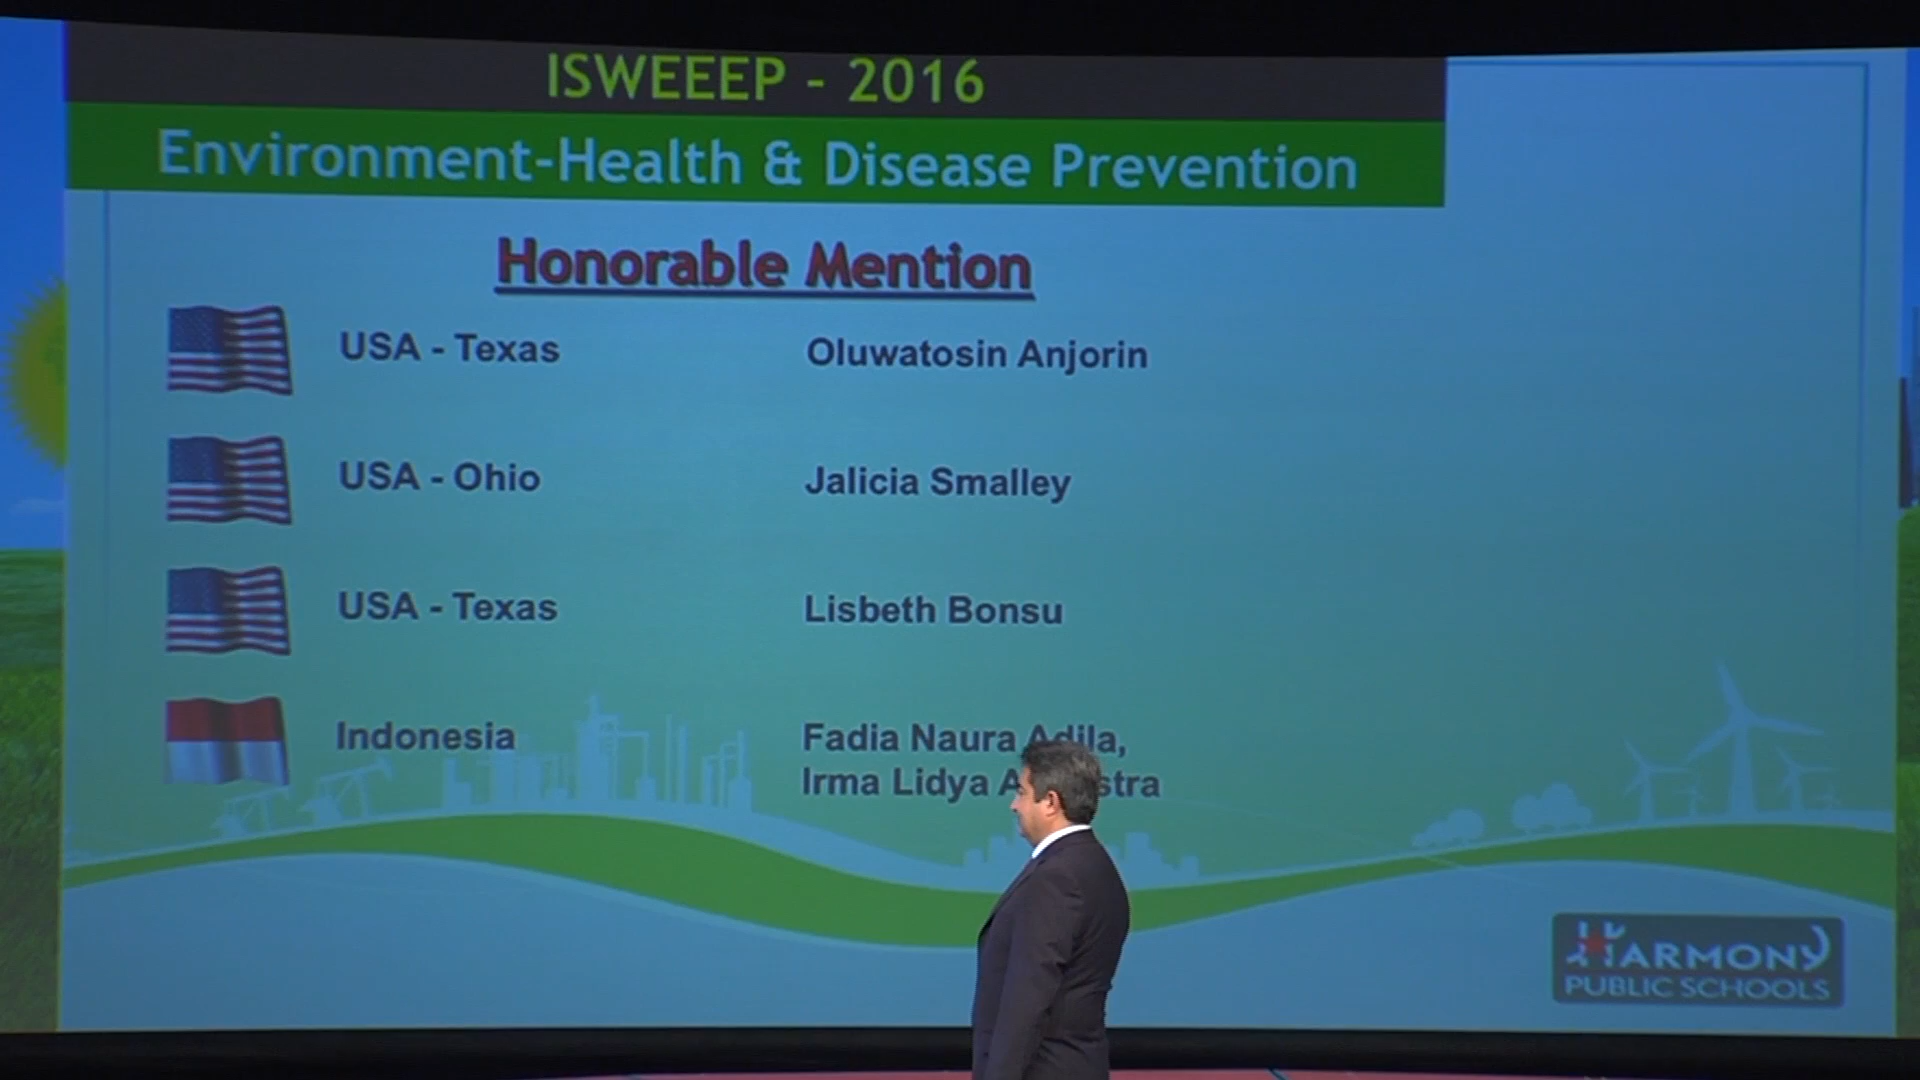 ISWEEEP - 2016
Environment-Health & Disease Prevention
Honorable Mention
USA - Texas Oluwatosin Anjorin
USA - Ohio Jalicia Smalley
USA - Texas Lisbeth Bonsu
Indonesia Fadia Naura Adila,
Irma Lidya
HARMONY
PUBLIC SCHOOLS